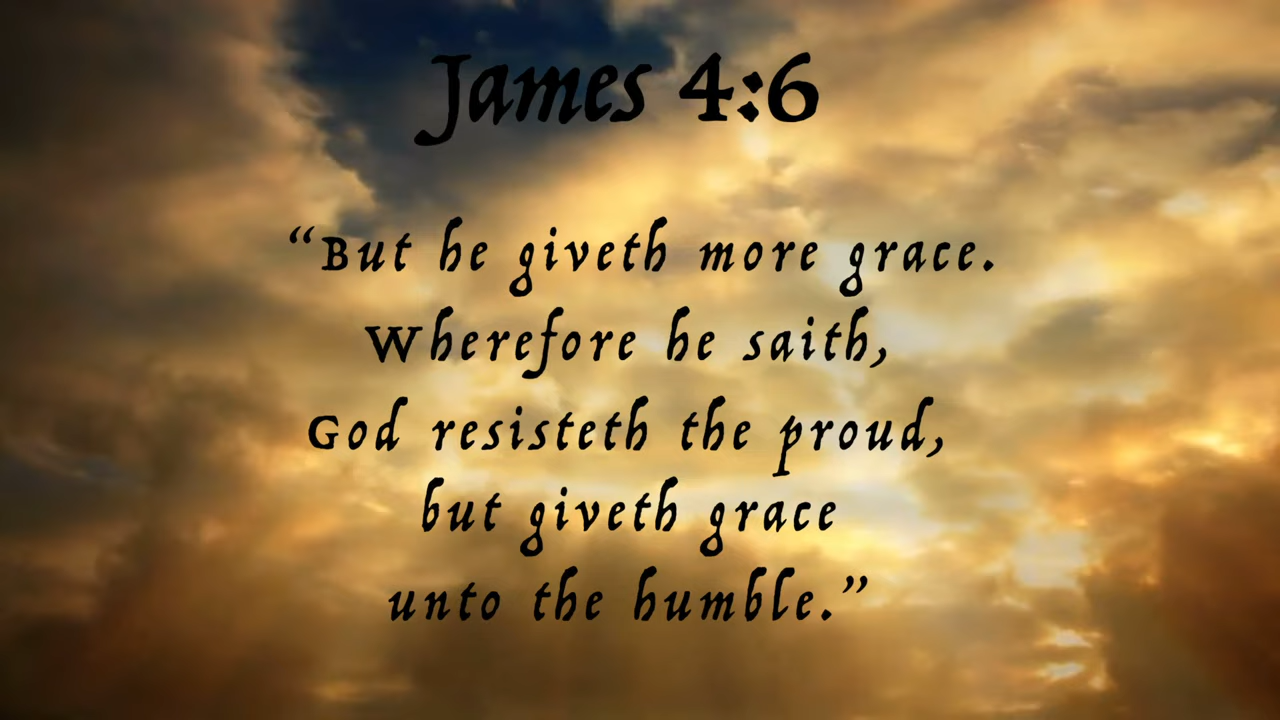 James 4:6
“But he giveth more grace.
Wherefore he saith,
God resisteth the proud,
but giveth grace
unto the humble.”